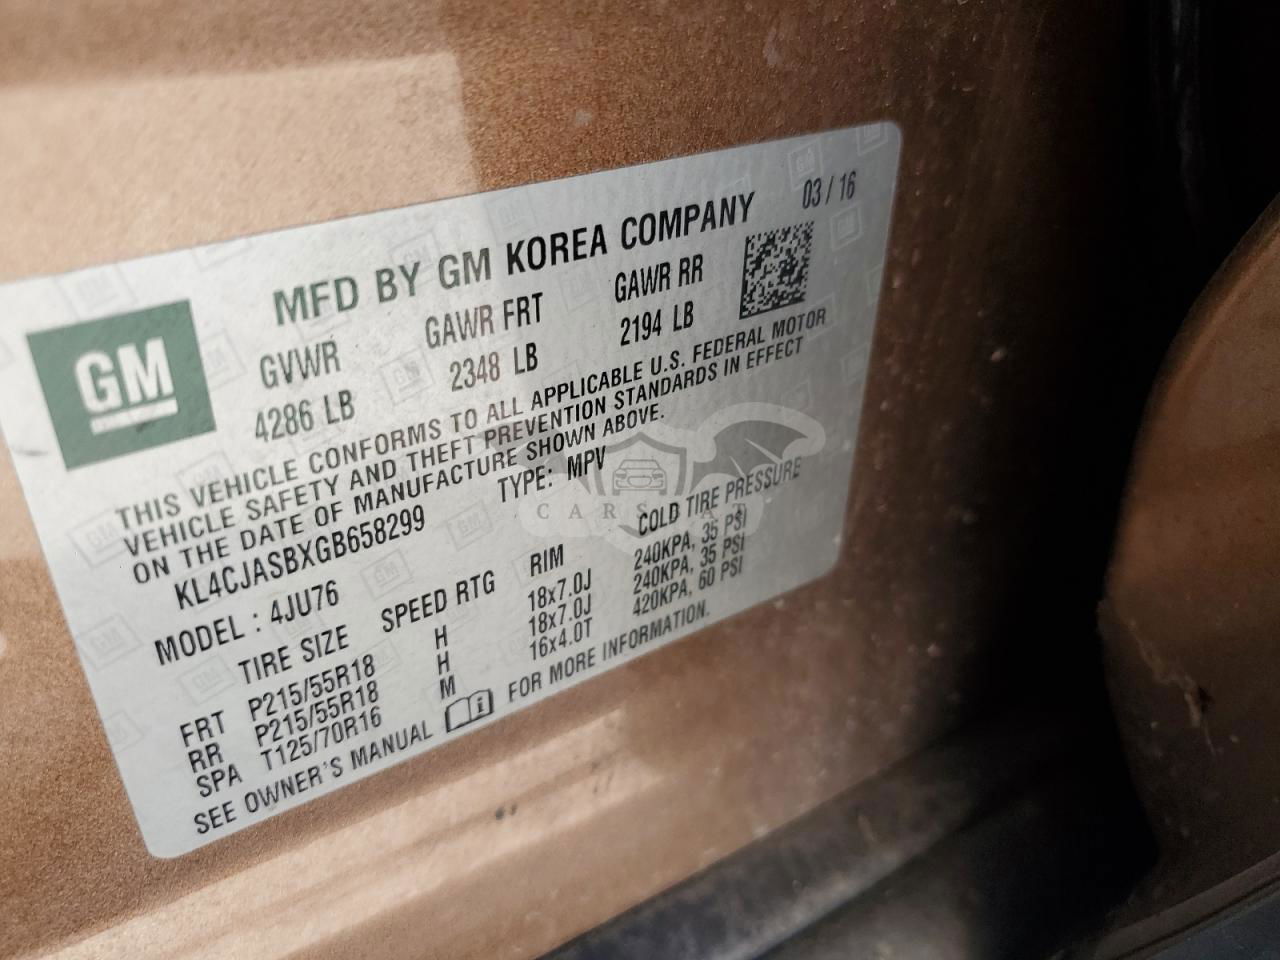 03 / 16
MFD BY GM KOREA COMPANY
GM
GVWR GAWR FRT GAWR RR
4286 LB 2348 LB 2194 LB
THIS VEHICLE CONFORMS TO ALL APPLICABLE U.S. FEDERAL MOTOR
VEHICLE SAFETY AND THEFT PREVENTION STANDARDS IN EFFECT
ON THE DATE OF MANUFACTURE SHOWN ABOVE.
KL4CJASBXGB658299 TYPE: MPV
MODEL : 4JU76
TIRE SIZE SPEED RTG RIM COLD TIRE PRESSURE
FRT P215/55R18 H 18x7.0J 240KPA, 35 PSI
RR P215/55R18 H 18x7.0J 240KPA, 35 PSI
SPA T125/70R16 M 16x4.0T 420KPA, 60 PSI
SEE OWNER'S MANUAL FOR MORE INFORMATION.